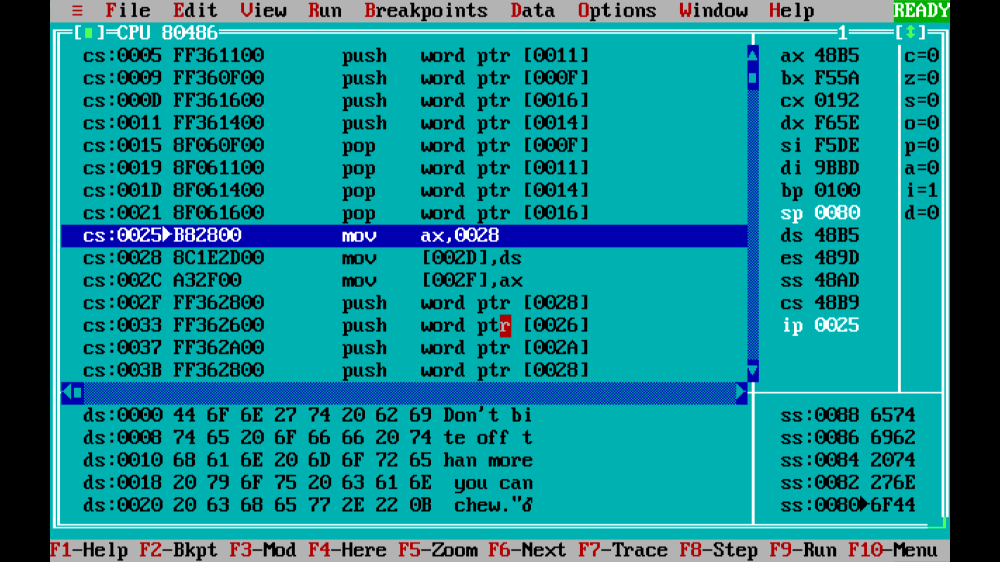 ≡ File Edit View Run Breakpoints Data Options Window Help READY
[■]=CPU 80486 1 [↕]
cs:0005 FF361100 push word ptr [0011] ax 48B5 c=0
cs:0009 FF360F00 push word ptr [000F] bx F55A z=0
cs:000D FF361600 push word ptr [0016] cx 0192 s=0
cs:0011 FF361400 push word ptr [0014] dx F65E o=0
cs:0015 8F060F00 pop word ptr [000F] si F5DE p=0
cs:0019 8F061100 pop word ptr [0011] di 9BBD a=0
cs:001D 8F061400 pop word ptr [0014] bp 0100 i=1
cs:0021 8F061600 pop word ptr [0016] sp 0080 d=0
cs:0025►B82800 mov ax,0028 ds 48B5
cs:0028 8C1E2D00 mov [002D],ds es 489D
cs:002C A32F00 mov [002F],ax ss 48AD
cs:002F FF362800 push word ptr [0028] cs 48B9
cs:0033 FF362600 push word ptr [0026] ip 0025
cs:0037 FF362A00 push word ptr [002A]
cs:003B FF362800 push word ptr [0028]
ds:0000 44 6F 6E 27 74 20 62 69 Don't bi ss:0088 6574
ds:0008 74 65 20 6F 66 66 20 74 te off t ss:0086 6962
ds:0010 68 61 6E 20 6D 6F 72 65 han more ss:0084 2074
ds:0018 20 79 6F 75 20 63 61 6E  you can ss:0082 276E
ds:0020 20 63 68 65 77 2E 22 0B  chew."♂ ss:0080►6F44
F1-Help F2-Bkpt F3-Mod F4-Here F5-Zoom F6-Next F7-Trace F8-Step F9-Run F10-Menu